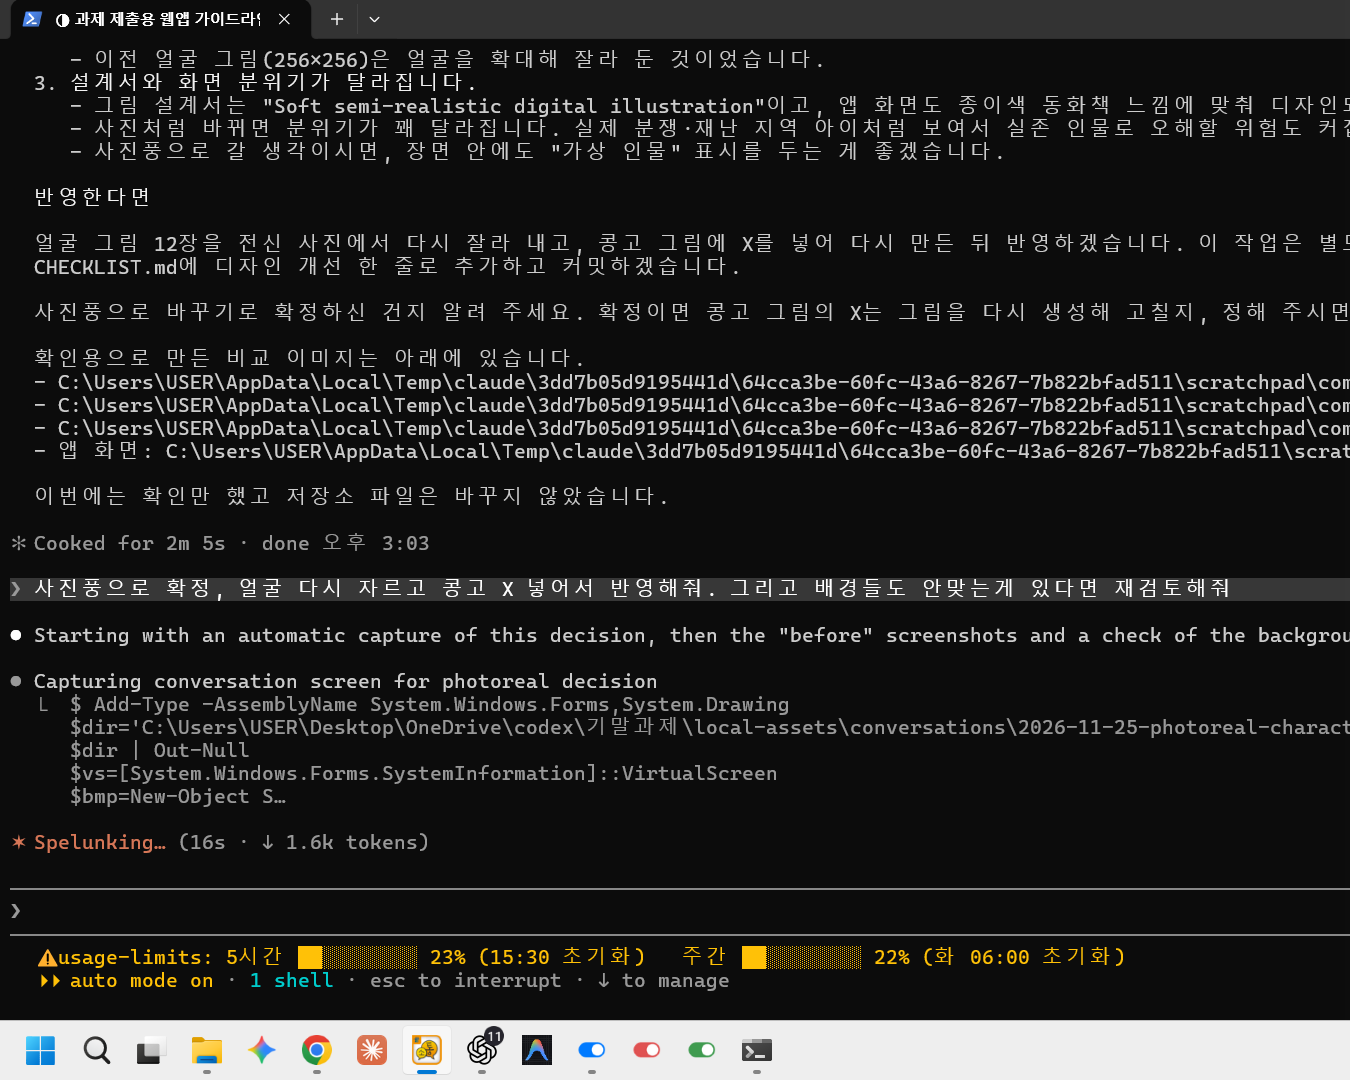 과제 제출용 웹앱 가이드라인
- 이전 얼굴 그림(256×256)은 얼굴을 확대해 잘라 둔 것이었습니다.
3. 설계서와 화면 분위기가 달라집니다.
- 그림 설계서는 "Soft semi-realistic digital illustration"이고, 앱 화면도 종이색 동화책 느낌에 맞춰 디자인되
- 사진처럼 바뀌면 분위기가 꽤 달라집니다. 실제 분쟁·재난 지역 아이처럼 보여서 실존 인물로 오해할 위험도 커집
- 사진풍으로 갈 생각이시면, 장면 안에도 "가상 인물" 표시를 두는 게 좋겠습니다.
반영한다면
얼굴 그림 12장을 전신 사진에서 다시 잘라 내고, 콩고 그림에 X를 넣어 다시 만든 뒤 반영하겠습니다. 이 작업은 별도
CHECKLIST.md에 디자인 개선 한 줄로 추가하고 커밋하겠습니다.
사진풍으로 바꾸기로 확정하신 건지 알려 주세요. 확정이면 콩고 그림의 X는 그림을 다시 생성해 고칠지, 정해 주시면
확인용으로 만든 비교 이미지는 아래에 있습니다.
- C:\Users\USER\AppData\Local\Temp\claude\3dd7b05d9195441d\64cca3be-60fc-43a6-8267-7b822bfad511\scratchpad\com
- C:\Users\USER\AppData\Local\Temp\claude\3dd7b05d9195441d\64cca3be-60fc-43a6-8267-7b822bfad511\scratchpad\com
- C:\Users\USER\AppData\Local\Temp\claude\3dd7b05d9195441d\64cca3be-60fc-43a6-8267-7b822bfad511\scratchpad\com
- 앱 화면: C:\Users\USER\AppData\Local\Temp\claude\3dd7b05d9195441d\64cca3be-60fc-43a6-8267-7b822bfad511\scrat
이번에는 확인만 했고 저장소 파일은 바꾸지 않았습니다.
✻ Cooked for 2m 5s · done 오후 3:03
❯ 사진풍으로 확정, 얼굴 다시 자르고 콩고 X 넣어서 반영해줘. 그리고 배경들도 안맞는게 있다면 재검토해줘
● Starting with an automatic capture of this decision, then the "before" screenshots and a check of the backgrou
● Capturing conversation screen for photoreal decision
└ $ Add-Type -AssemblyName System.Windows.Forms,System.Drawing
$dir='C:\Users\USER\Desktop\OneDrive\codex\기말과제\local-assets\conversations\2026-11-25-photoreal-charact
$dir | Out-Null
$vs=[System.Windows.Forms.SystemInformation]::VirtualScreen
$bmp=New-Object S…
✶ Spelunking… (16s · ↓ 1.6k tokens)
❯
⚠usage-limits: 5시간 23% (15:30 초기화) 주간 22% (화 06:00 초기화)
⏵⏵ auto mode on · 1 shell · esc to interrupt · ↓ to manage
11